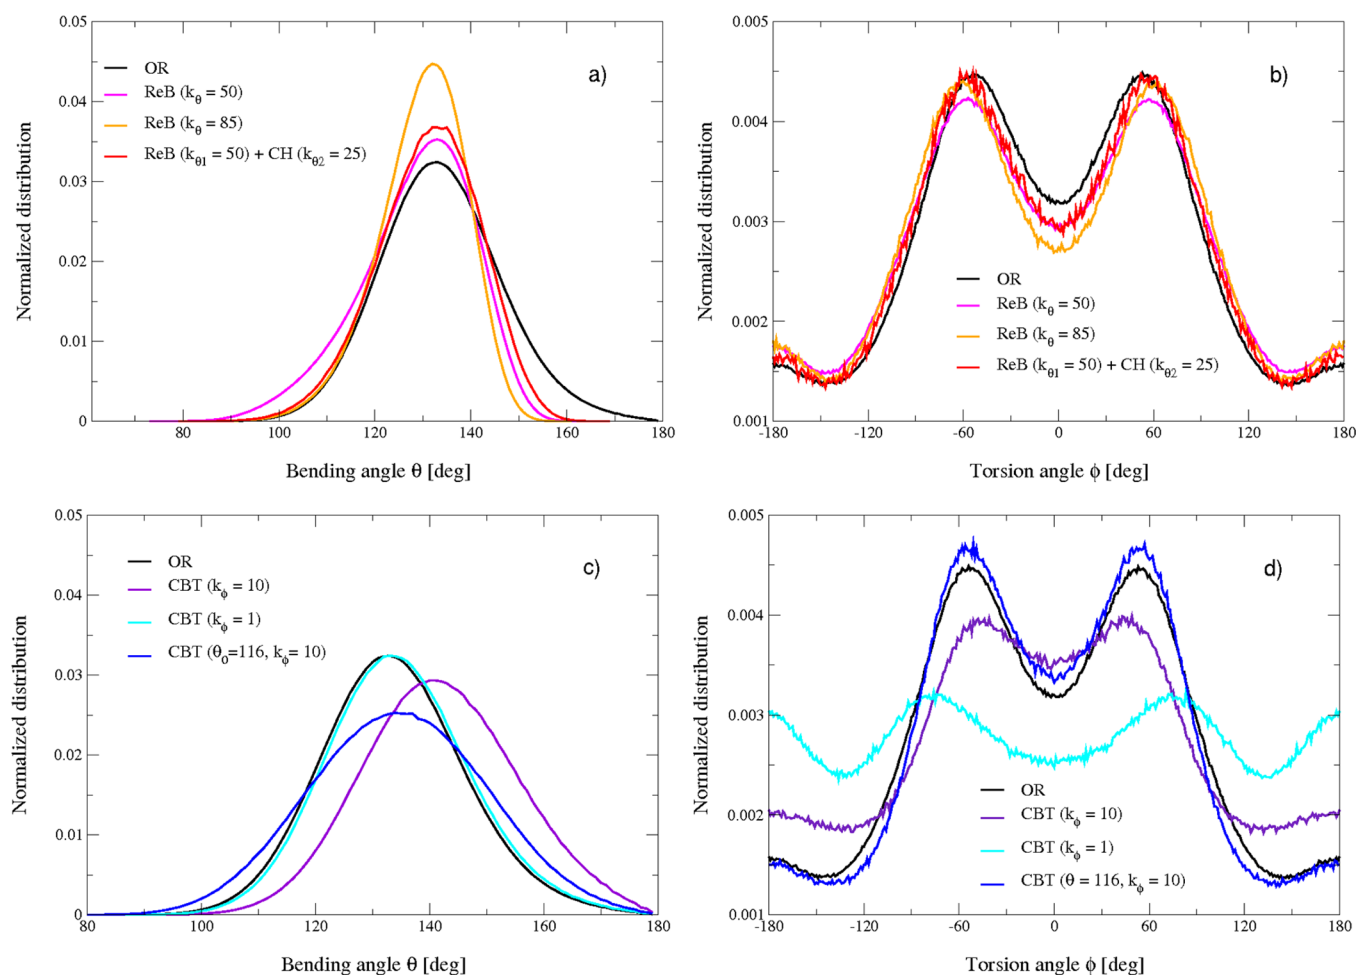 a)
Normalized distribution
0.05
0.04
0.03
0.02
0.01
0
OR
ReB (kθ = 50)
ReB (kθ = 85)
ReB (kθ1 = 50) + CH (kθ2 = 25)
80 100 120 140 160 180
Bending angle θ [deg]
b)
Normalized distribution
0.005
0.004
0.003
0.002
0.001
OR
ReB (kθ = 50)
ReB (kθ = 85)
ReB (kθ1 = 50) + CH (kθ2 = 25)
-180 -120 -60 0 60 120 180
Torsion angle ϕ [deg]
c)
Normalized distribution
0.05
0.04
0.03
0.02
0.01
0
OR
CBT (kϕ = 10)
CBT (kϕ = 1)
CBT (θ0=116, kϕ = 10)
80 100 120 140 160 180
Bending angle θ [deg]
d)
Normalized distribution
0.005
0.004
0.003
0.002
0.001
OR
CBT (kϕ = 10)
CBT (kϕ = 1)
CBT (θ = 116, kϕ = 10)
-180 -120 -60 0 60 120 180
Torsion angle ϕ [deg]